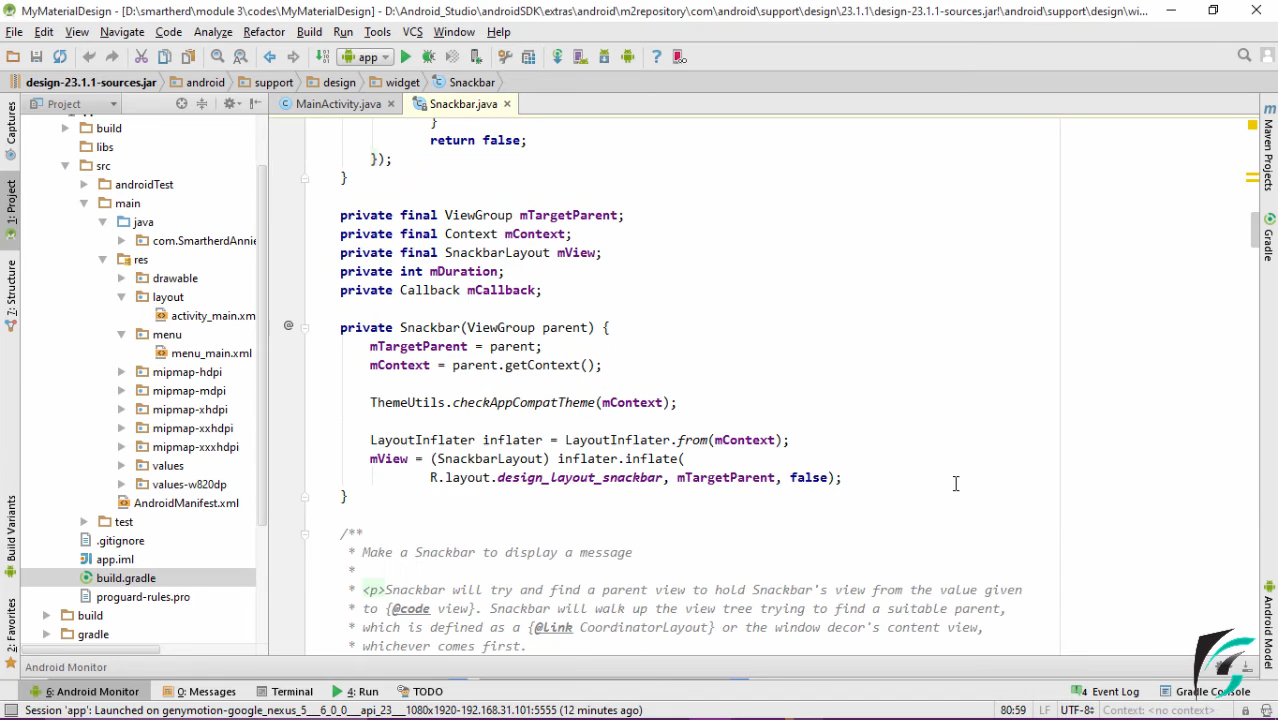 MyMaterialDesign - [D:\smartherd\module 3\codes\MyMaterialDesign] - D:\Android_Studio\androidSDK\extras\android\m2repository\com\android\support\design\23.1.1\design-23.1.1-sources.jar!\android\support\design\wi...
File Edit View Navigate Code Analyze Refactor Build Run Tools VCS Window Help
app
design-23.1.1-sources.jar android support design widget Snackbar
Project MainActivity.java Snackbar.java
Captures
1: Project
7: Structure
Build Variants
2: Favorites
build
libs
src
androidTest
main
java
com.SmartherdAnnie
res
drawable
layout
activity_main.xm
menu
menu_main.xml
mipmap-hdpi
mipmap-mdpi
mipmap-xhdpi
mipmap-xxhdpi
mipmap-xxxhdpi
values
values-w820dp
AndroidManifest.xml
test
.gitignore
app.iml
build.gradle
proguard-rules.pro
build
gradle
}
return false;
});
}
private final ViewGroup mTargetParent;
private final Context mContext;
private final SnackbarLayout mView;
private int mDuration;
private Callback mCallback;
@ private Snackbar(ViewGroup parent) {
mTargetParent = parent;
mContext = parent.getContext();
ThemeUtils.checkAppCompatTheme(mContext);
LayoutInflater inflater = LayoutInflater.from(mContext);
mView = (SnackbarLayout) inflater.inflate(
R.layout.design_layout_snackbar, mTargetParent, false);
}
/**
* Make a Snackbar to display a message
*
* <p>Snackbar will try and find a parent view to hold Snackbar's view from the value given
* to {@code view}. Snackbar will walk up the view tree trying to find a suitable parent,
* which is defined as a {@link CoordinatorLayout} or the window decor's content view,
* whichever comes first.
Maven Projects
Gradle
Android Model
Android Monitor
6: Android Monitor 0: Messages Terminal 4: Run TODO 4 Event Log Gradle Console
Session 'app': Launched on genymotion-google_nexus_5___6_0_0___api_23___1080x1920-192.168.31.101:5555 (12 minutes ago) 80:59 LF UTF-8 Context: <no context>